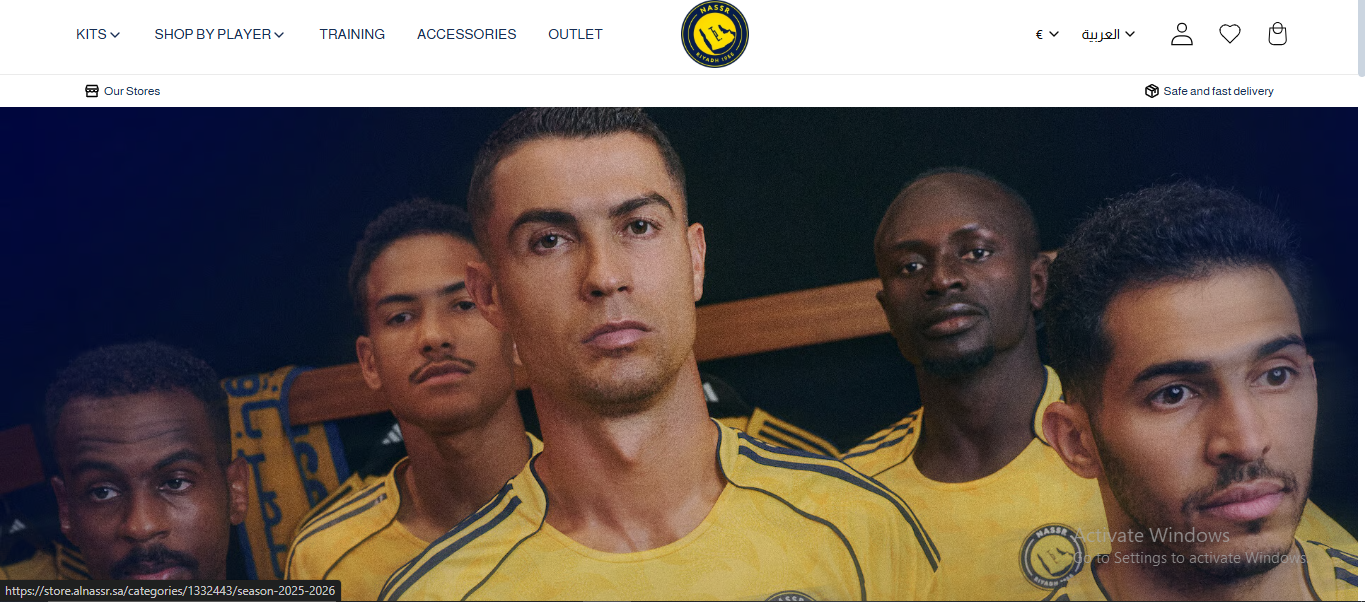 KITS
SHOP BY PLAYER
TRAINING
ACCESSORIES
OUTLET
NASSR
RIYADH 1955
€
العربية
Our Stores
Safe and fast delivery
NASSR
RIYADH
Activate Windows
Go to Settings to activate Windows.
NASSR
https://store.alnassr.sa/categories/1332443/season-2025-2026